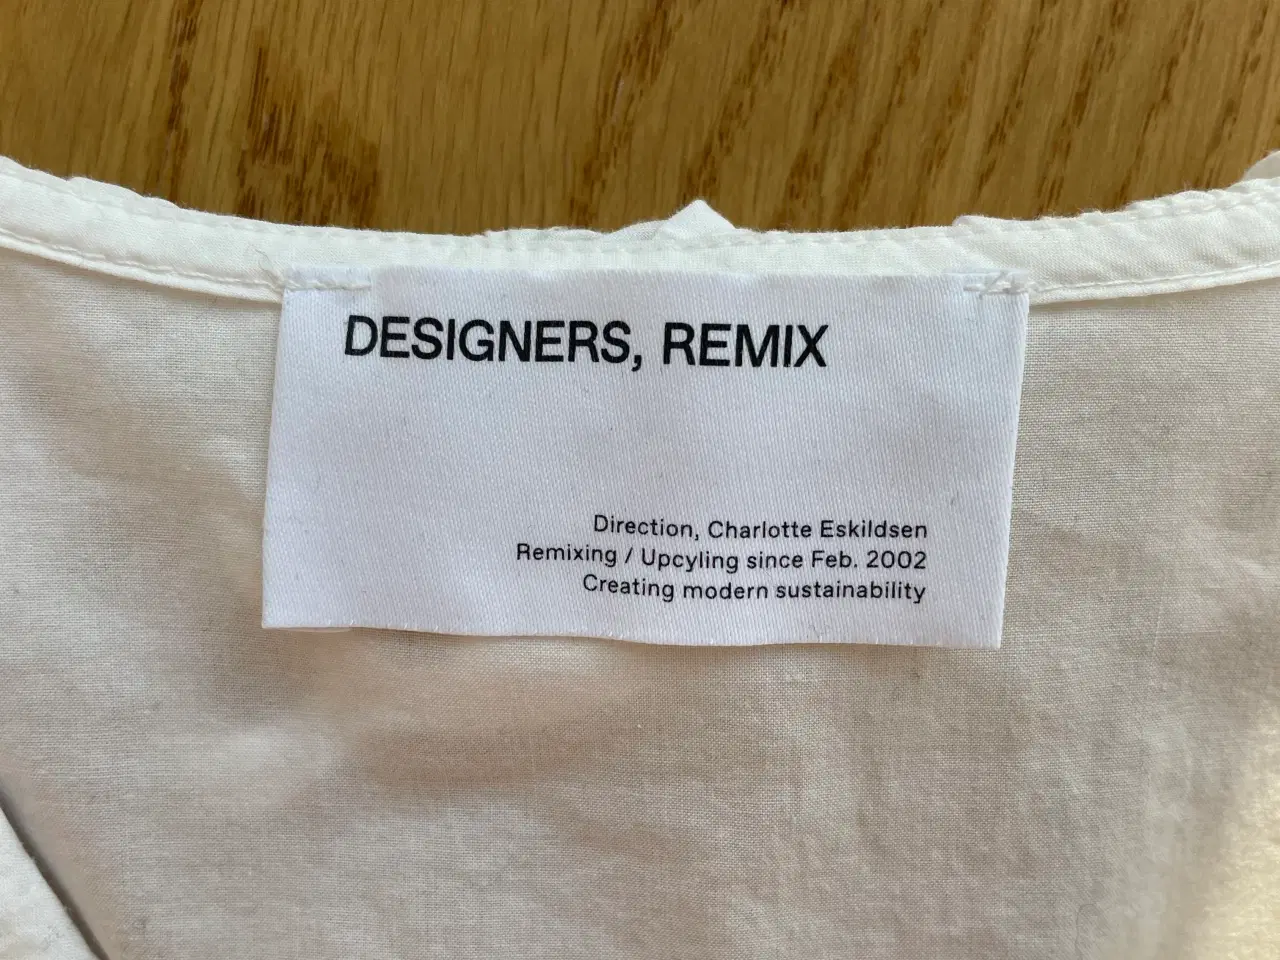 DESIGNERS, REMIX
Direction, Charlotte Eskildsen
Remixing / Upcyling since Feb. 2002
Creating modern sustainability